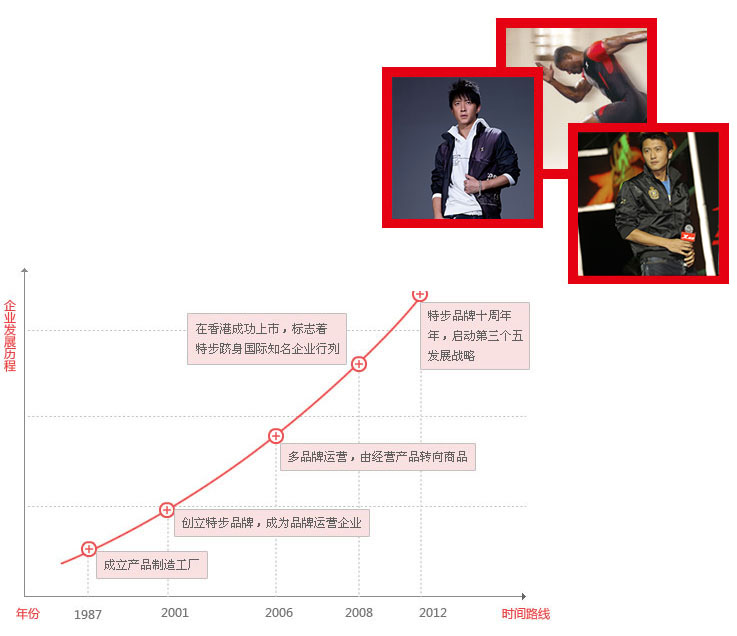 企业发展历程
在香港成功上市，标志着
特步跻身国际知名企业行列
特步品牌十周年
年，启动第三个五
发展战略
多品牌运营，由经营产品转向商品
创立特步品牌，成为品牌运营企业
成立产品制造工厂
年份
1987
2001
2006
2008
2012
时间路线